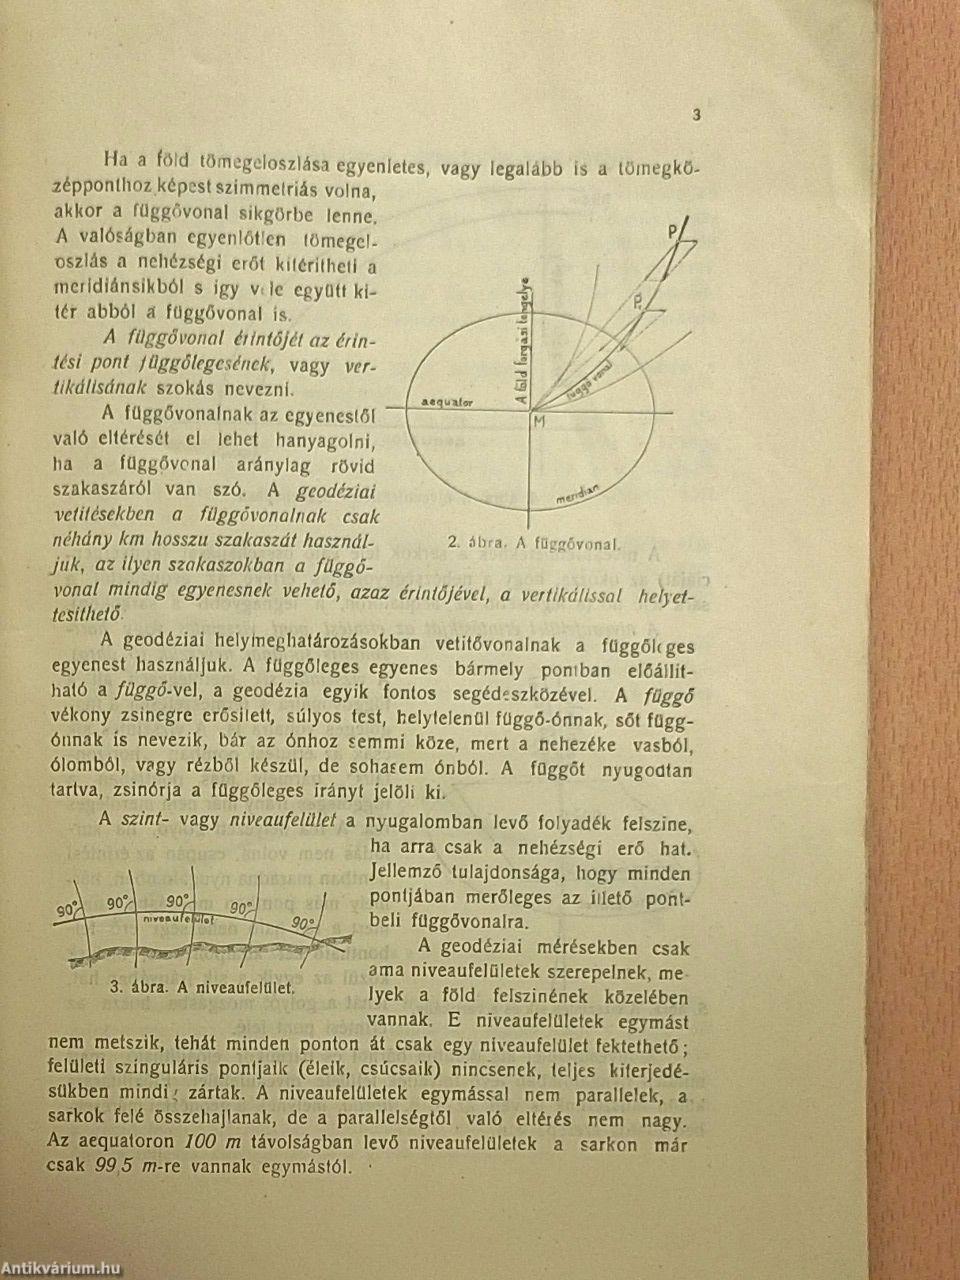 3
Ha a föld tömegeloszlása egyenletes, vagy legalább is a tömegkö-
zépponthoz képest szimmetriás volna,
akkor a függővonal sikgörbe lenne.
A valóságban egyenlőtlen tömegel-
oszlás a nehézségi erőt kitéritheti a
meridiánsikból s igy vele együtt ki-
tér abból a függővonal is.
A függővonal érintőjét az érin-
tési pont függőlegesének, vagy ver-
tikálisának szokás nevezni.
A függővonalnak az egyenestől
való eltérését el lehet hanyagolni,
ha a függővonal aránylag rövid
szakaszáról van szó. A geodéziai
vetitésekben a függővonalnak csak
néhány km hosszu szakaszát használ-
juk, az ilyen szakaszokban a függő-
vonal mindig egyenesnek vehető, azaz érintőjével, a vertikálissal helyet-
tesithető.
P
P₁
A föld forgási tengelye
függő vonal
aequator
M
meridian
2. ábra. A függővonal.
A geodéziai helymeghatározásokban vetitővonalnak a függőleges
egyenest használjuk. A függőleges egyenes bármely pontban előállit-
ható a függő-vel, a geodézia egyik fontos segédeszközével. A függő
vékony zsinegre erősitett, súlyos test, helytelenül függő-ónnak, sőt függ-
ónnak is nevezik, bár az ónhoz semmi köze, mert a nehezéke vasból,
ólomból, vagy rézből készül, de sohasem ónból. A függőt nyugodtan
tartva, zsinórja a függőleges irányt jelöli ki.
A szint- vagy niveaufelület a nyugalomban levő folyadék felszine,
ha arra csak a nehézségi erő hat.
Jellemző tulajdonsága, hogy minden
pontjában merőleges az illető pont-
beli függővonalra.
A geodéziai mérésekben csak
ama niveaufelületek szerepelnek, me-
lyek a föld felszinének közelében
vannak. E niveaufelületek egymást
90° 90° 90° 90° 90°
niveaufelület
3. ábra. A niveaufelület.
nem metszik, tehát minden ponton át csak egy niveaufelület fektethető;
felületi szinguláris pontjaik (éleik, csúcsaik) nincsenek, teljes kiterjedé-
sükben mindig zártak. A niveaufelületek egymással nem parallelek, a
sarkok felé összehajlanak, de a parallelségtől való eltérés nem nagy.
Az aequatoron 100 m távolságban levő niveaufelületek a sarkon már
csak 99,5 m-re vannak egymástól.
Antikvárium.hu